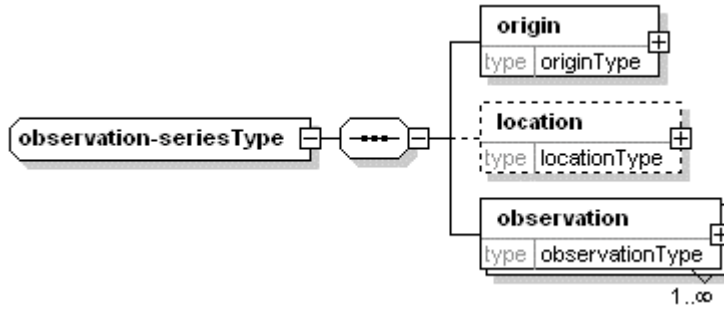 origin
type originType
observation-seriesType
location
type locationType
observation
type observationType
1..∞